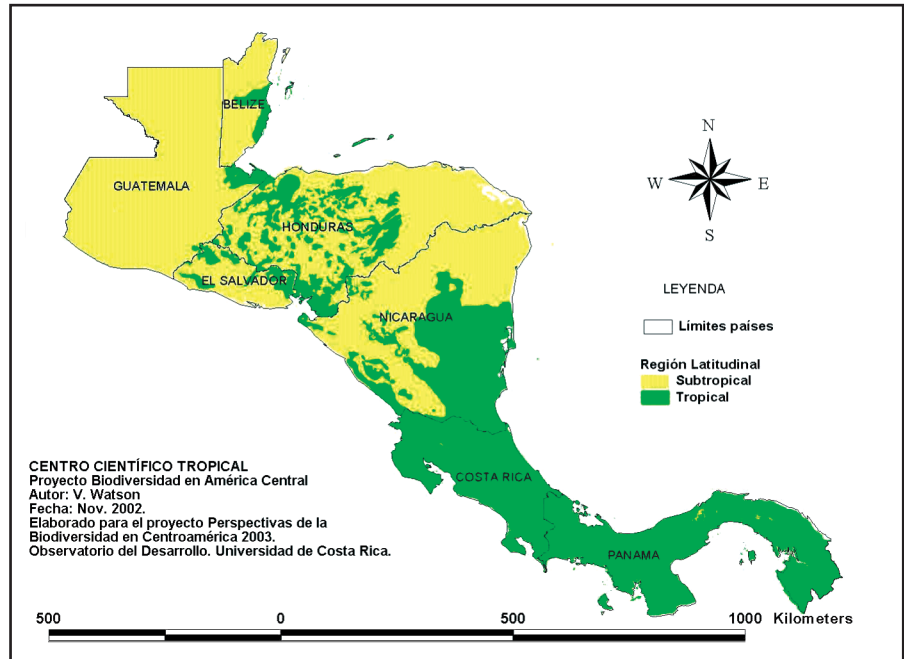 BELIZE
GUATEMALA
HONDURAS
EL SALVADOR
NICARAGUA
COSTA RICA
PANAMA
N
W E
S
LEYENDA
Límites países
Región Latitudinal
Subtropical
Tropical
CENTRO CIENTÍFICO TROPICAL
Proyecto Biodiversidad en América Central
Autor: V. Watson
Fecha: Nov. 2002.
Elaborado para el proyecto Perspectivas de la
Biodiversidad en Centroamérica 2003.
Observatorio del Desarrollo. Universidad de Costa Rica.
500 0 500 1000 Kilometers